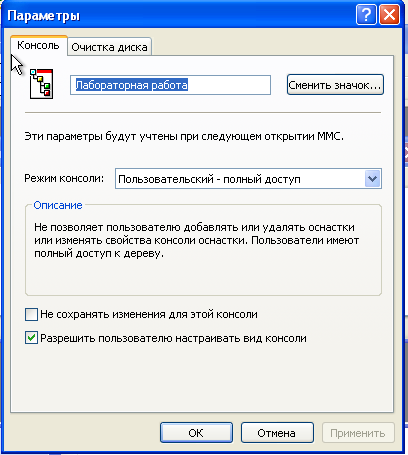 Параметры
Консоль
Очистка диска
Лабораторная работа
Сменить значок...
Эти параметры будут учтены при следующем открытии MMC.
Режим консоли:
Пользовательский - полный доступ
Описание
Не позволяет пользователю добавлять или удалять оснастки
или изменять свойства консоли оснастки. Пользователи имеют
полный доступ к дереву.
Не сохранять изменения для этой консоли
Разрешить пользователю настраивать вид консоли
ОК
Отмена
Применить